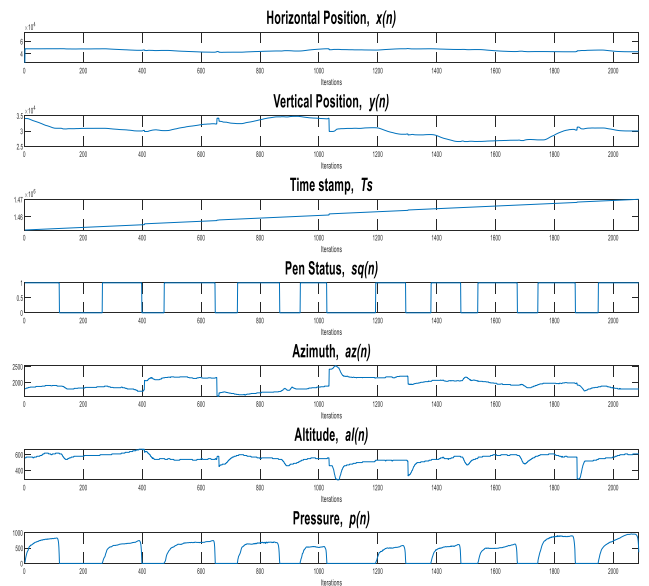 Horizontal Position, x(n)
×10⁴
6
4
0 200 400 600 800 1000 1200 1400 1600 1800 2000
Iterations
Vertical Position, y(n)
×10⁴
3.5
3
2.5
0 200 400 600 800 1000 1200 1400 1600 1800 2000
Iterations
Time stamp, Ts
1.47
1.46
0 200 400 600 800 1000 1200 1400 1600 1800 2000
Iterations
Pen Status, sq(n)
1
0.5
0
0 200 400 600 800 1000 1200 1400 1600 1800 2000
Iterations
Azimuth, az(n)
2500
2000
0 200 400 600 800 1000 1200 1400 1600 1800 2000
Iterations
Altitude, al(n)
600
400
0 200 400 600 800 1000 1200 1400 1600 1800 2000
Iterations
Pressure, p(n)
1000
500
0
0 200 400 600 800 1000 1200 1400 1600 1800 2000
Iterations